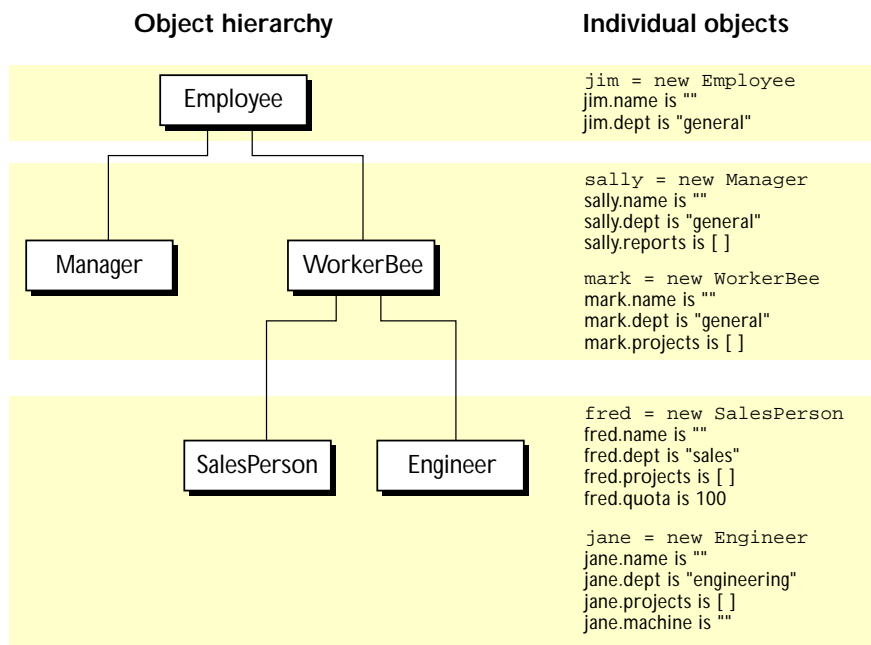 Object hierarchy
Individual objects
Employee
jim = new Employee
jim.name is ""
jim.dept is "general"
Manager
WorkerBee
sally = new Manager
sally.name is ""
sally.dept is "general"
sally.reports is [ ]
mark = new WorkerBee
mark.name is ""
mark.dept is "general"
mark.projects is [ ]
SalesPerson
Engineer
fred = new SalesPerson
fred.name is ""
fred.dept is "sales"
fred.projects is [ ]
fred.quota is 100
jane = new Engineer
jane.name is ""
jane.dept is "engineering"
jane.projects is [ ]
jane.machine is ""